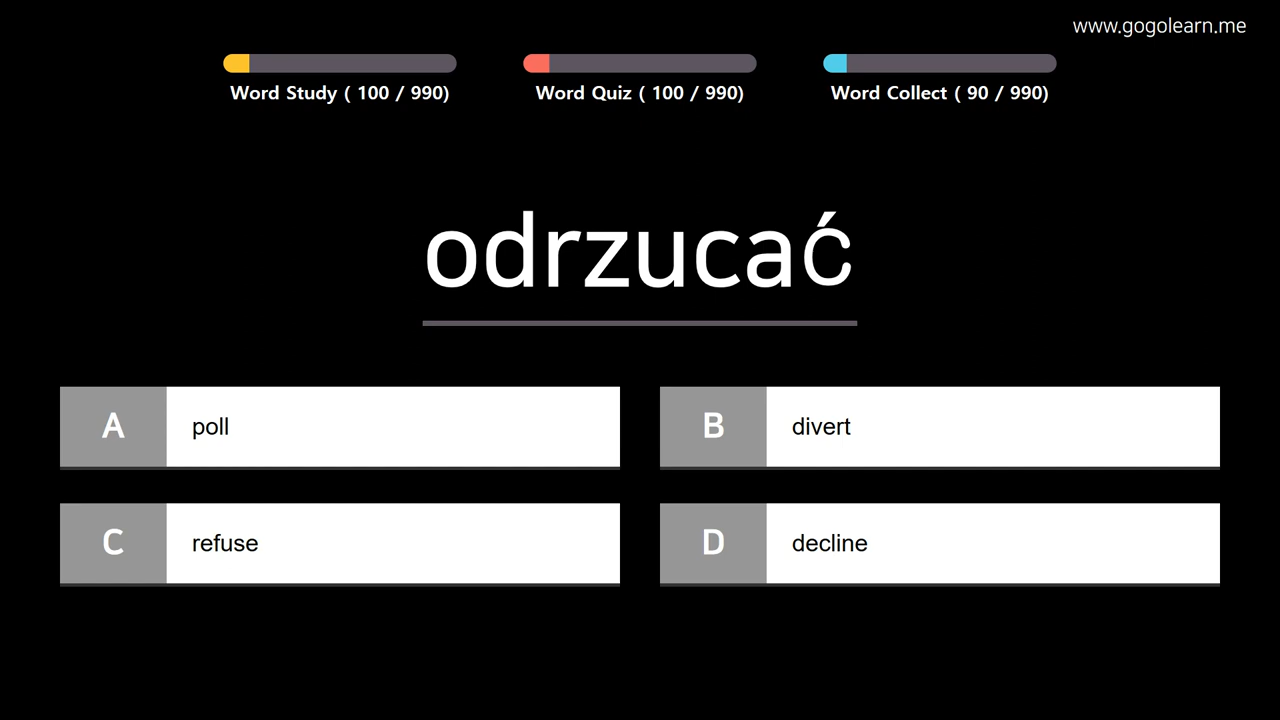 www.gogolearn.me
Word Study ( 100 / 990)
Word Quiz ( 100 / 990)
Word Collect ( 90 / 990)
odrzucać
A poll
B divert
C refuse
D decline